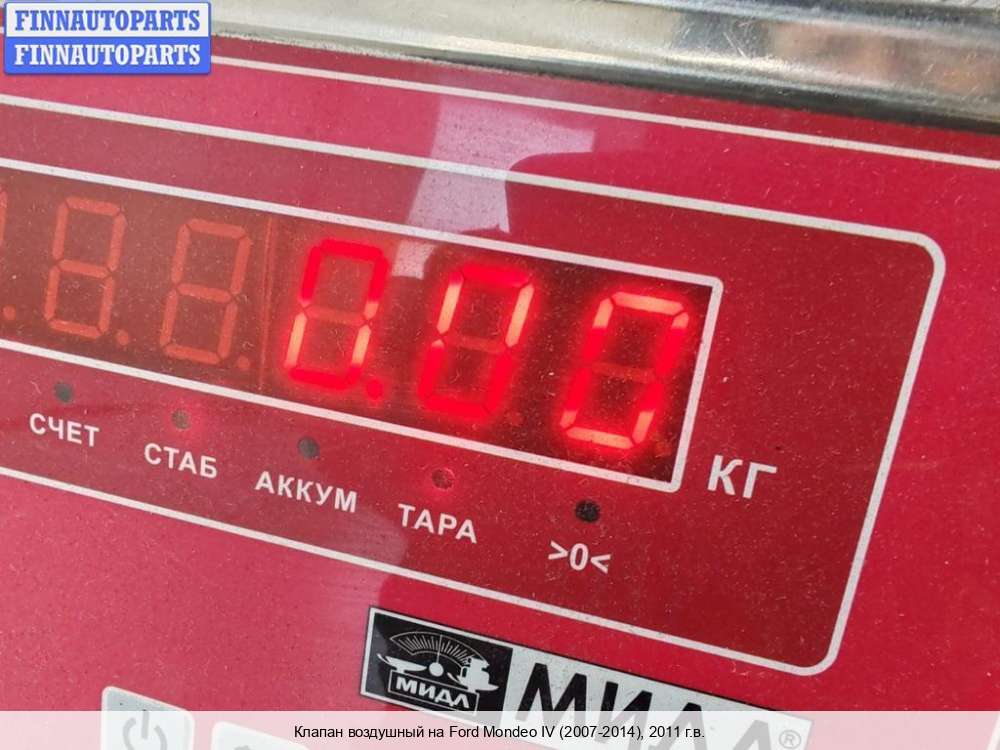 FINNAUTOPARTS
FINNAUTOPARTS
0.00
КГ
СЧЕТ
СТАБ
АККУМ
ТАРА
>0<
МИДЛ
МИДЛ®
Клапан воздушный на Ford Mondeo IV (2007-2014), 2011 г.в.